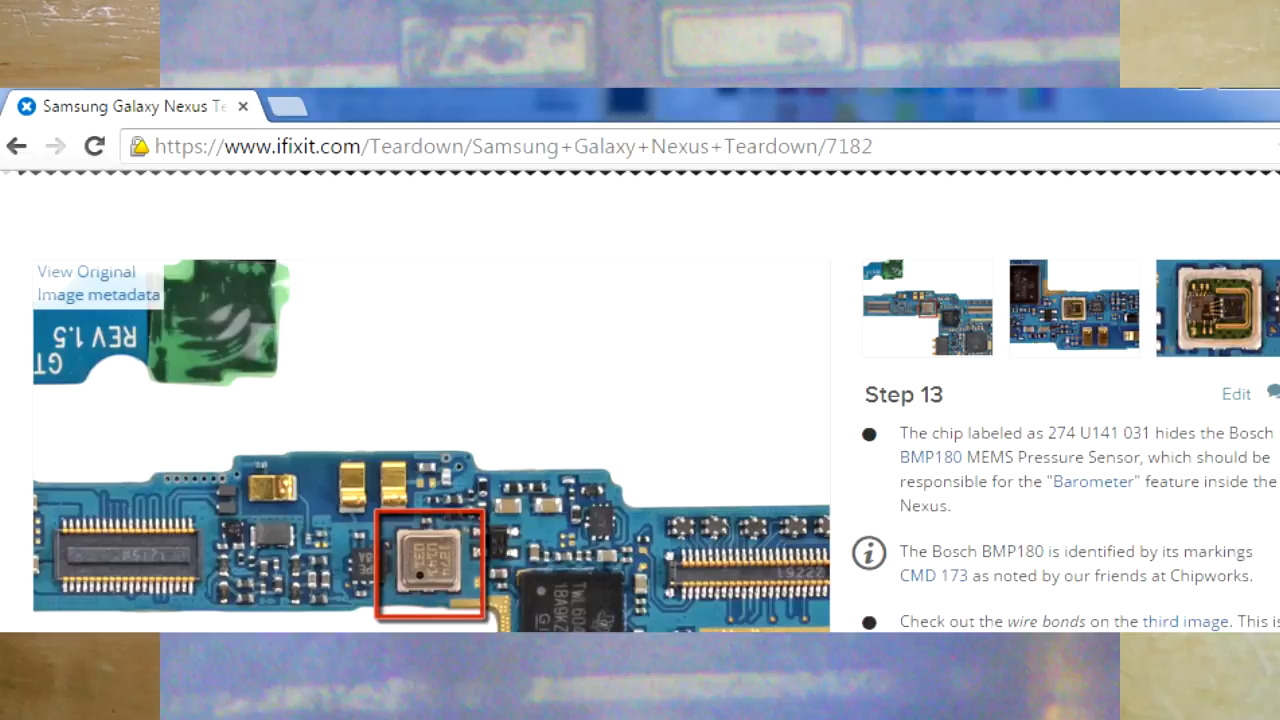 Samsung Galaxy Nexus Te
https://www.ifixit.com/Teardown/Samsung+Galaxy+Nexus+Teardown/7182
View Original
Image metadata
REV 1.5
GT
Step 13
Edit
The chip labeled as 274 U141 031 hides the Bosch
BMP180 MEMS Pressure Sensor, which should be
responsible for the "Barometer" feature inside the
Nexus.
The Bosch BMP180 is identified by its markings
CMD 173 as noted by our friends at Chipworks.
Check out the wire bonds on the third image. This is